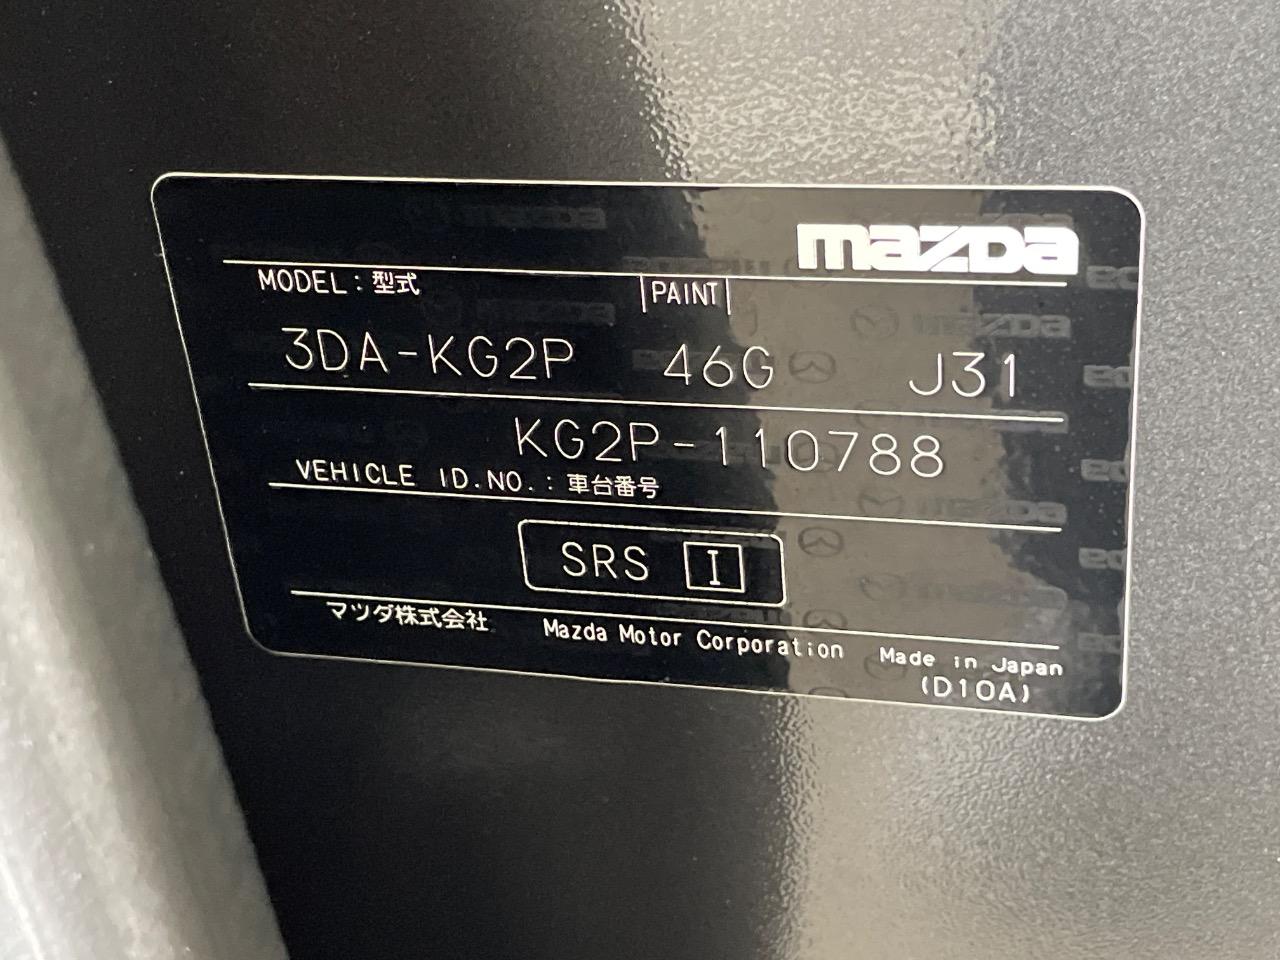 mazda
MODEL : 型式 PAINT
3DA-KG2P 46G J31
KG2P-110788
VEHICLE ID.NO. : 車台番号
SRS I
マツダ株式会社 Mazda Motor Corporation Made in Japan
(D10A)